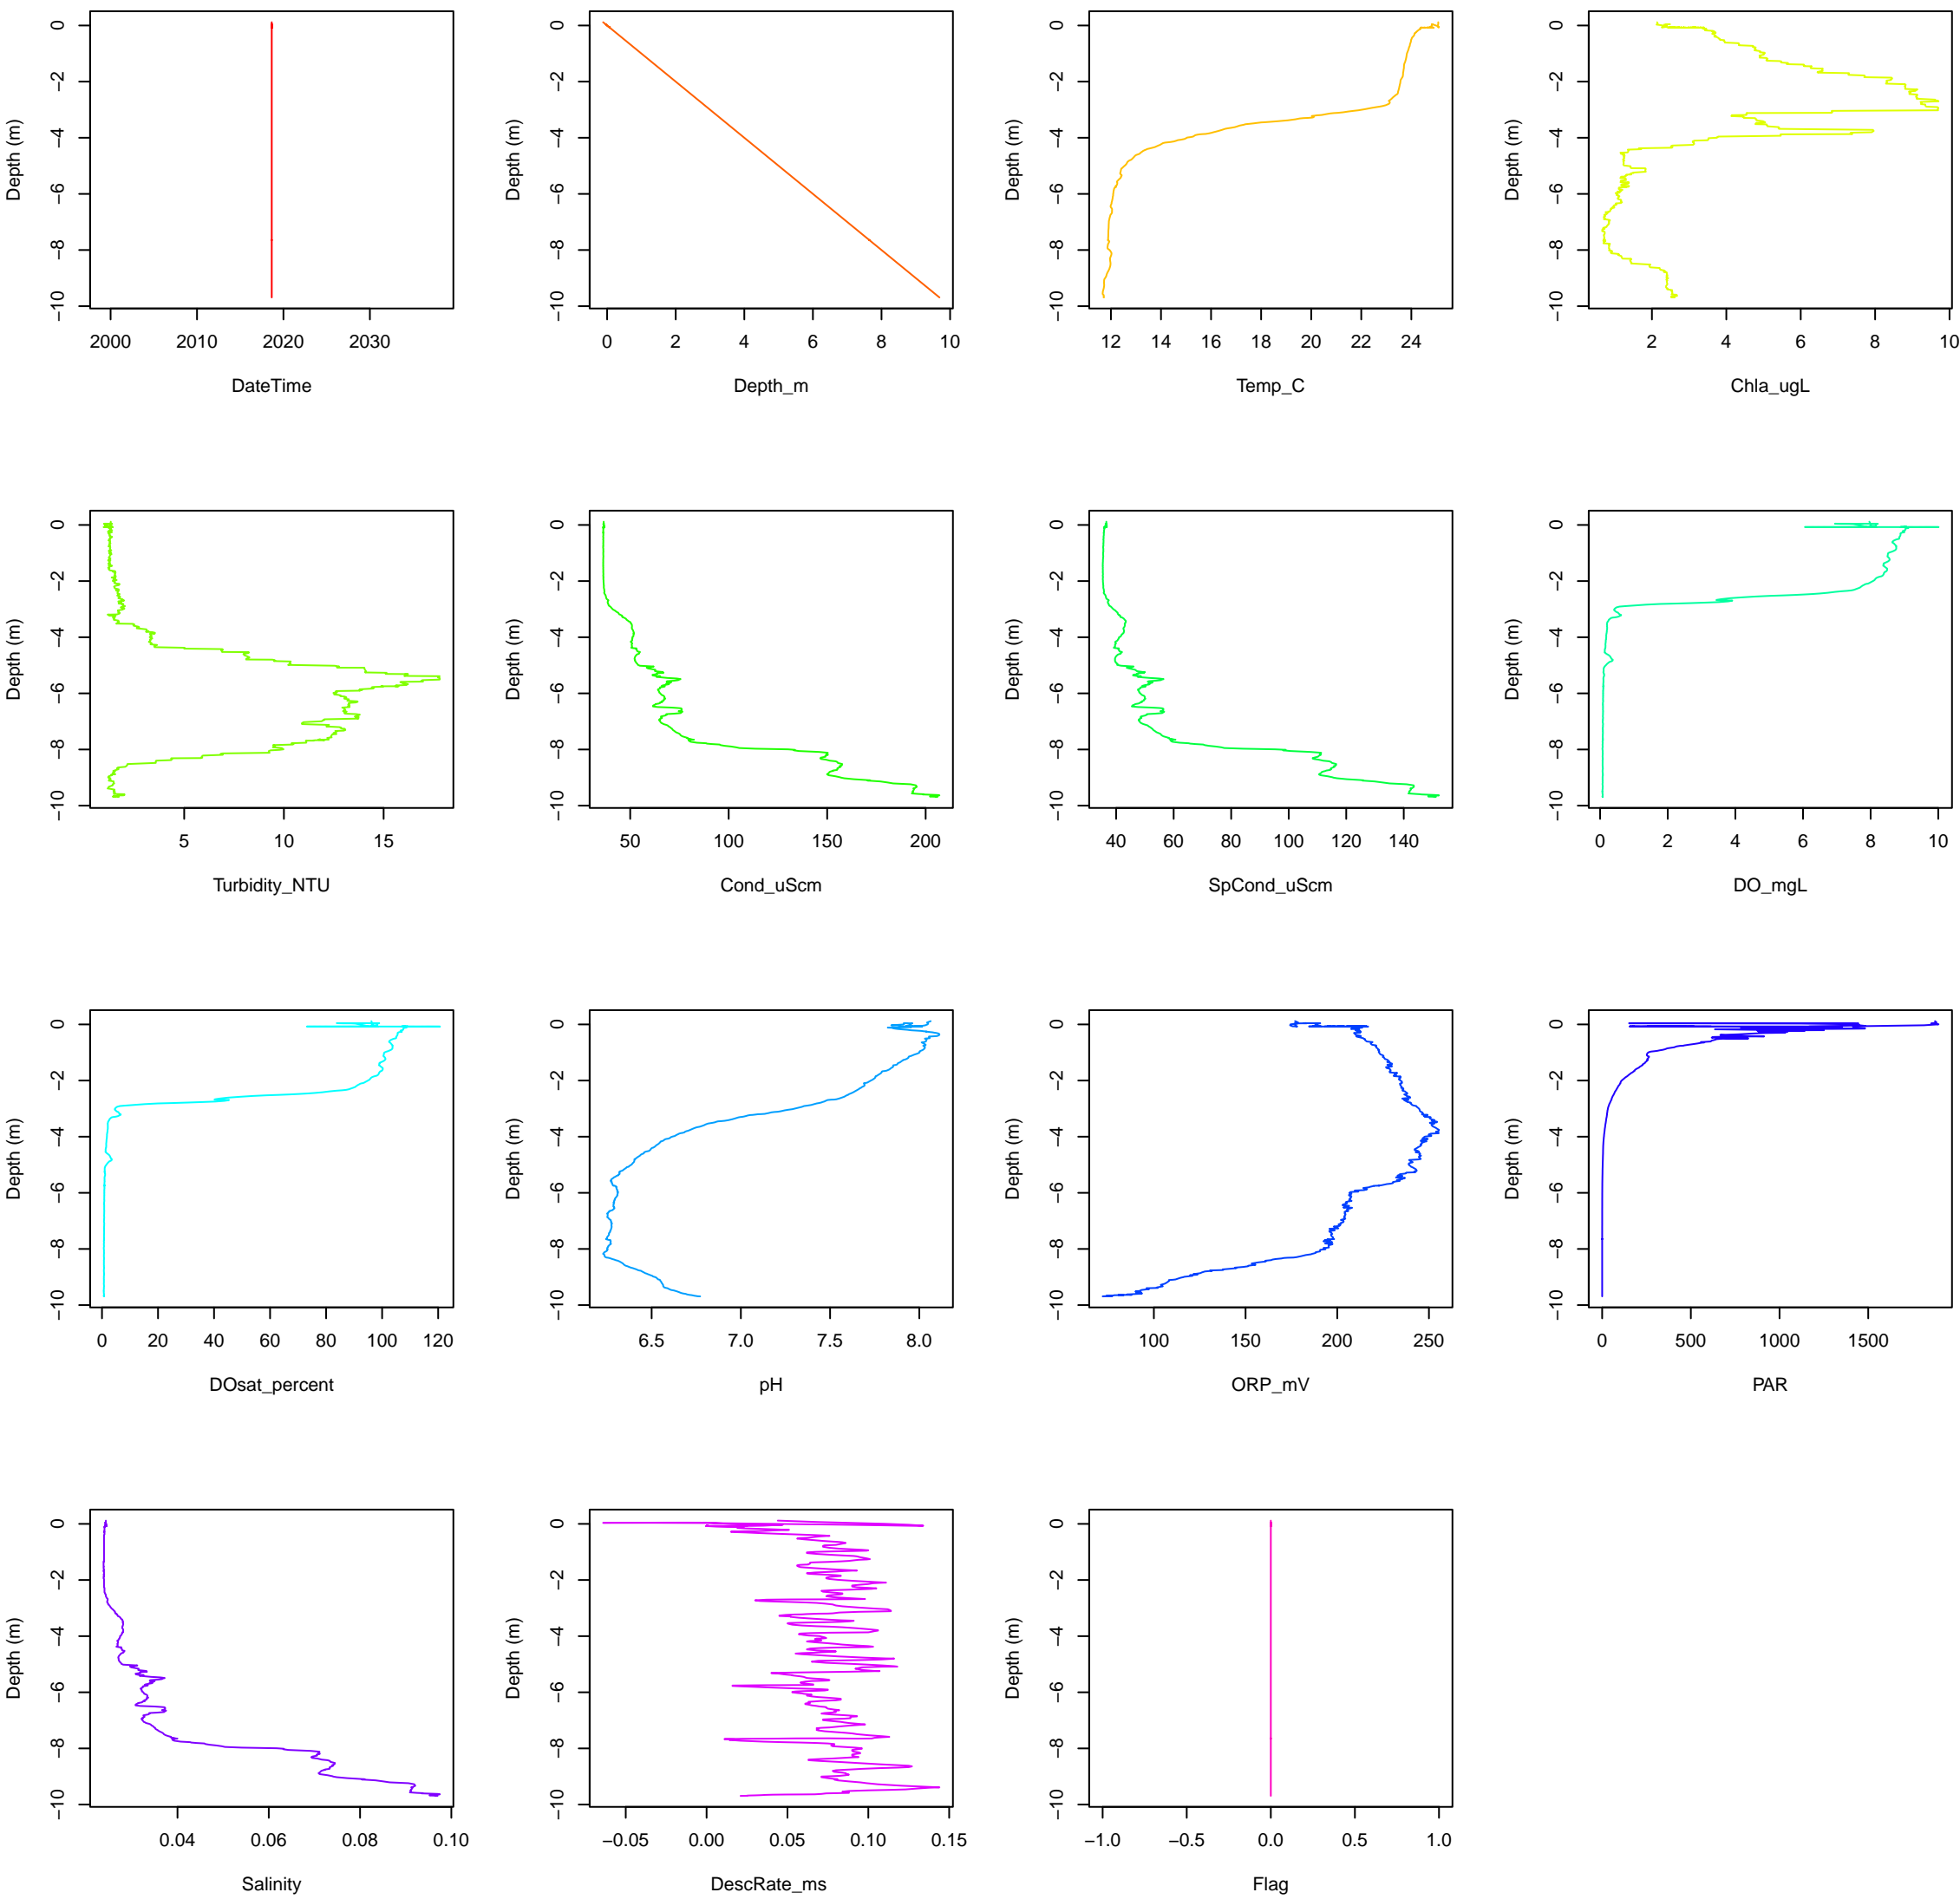 Depth (m)
0
−2
−4
−6
−8
−10
2000 2010 2020 2030
DateTime
Depth (m)
0
−2
−4
−6
−8
−10
0 2 4 6 8 10
Depth_m
Depth (m)
0
−2
−4
−6
−8
−10
12 14 16 18 20 22 24
Temp_C
Depth (m)
0
−2
−4
−6
−8
−10
2 4 6 8 10
Chla_ugL
Depth (m)
0
−2
−4
−6
−8
−10
5 10 15
Turbidity_NTU
Depth (m)
0
−2
−4
−6
−8
−10
50 100 150 200
Cond_uScm
Depth (m)
0
−2
−4
−6
−8
−10
40 60 80 100 120 140
SpCond_uScm
Depth (m)
0
−2
−4
−6
−8
−10
0 2 4 6 8 10
DO_mgL
Depth (m)
0
−2
−4
−6
−8
−10
0 20 40 60 80 100 120
DOsat_percent
Depth (m)
0
−2
−4
−6
−8
−10
6.5 7.0 7.5 8.0
pH
Depth (m)
0
−2
−4
−6
−8
−10
100 150 200 250
ORP_mV
Depth (m)
0
−2
−4
−6
−8
−10
0 500 1000 1500
PAR
Depth (m)
0
−2
−4
−6
−8
−10
0.04 0.06 0.08 0.10
Salinity
Depth (m)
0
−2
−4
−6
−8
−10
−0.05 0.00 0.05 0.10 0.15
DescRate_ms
Depth (m)
0
−2
−4
−6
−8
−10
−1.0 −0.5 0.0 0.5 1.0
Flag